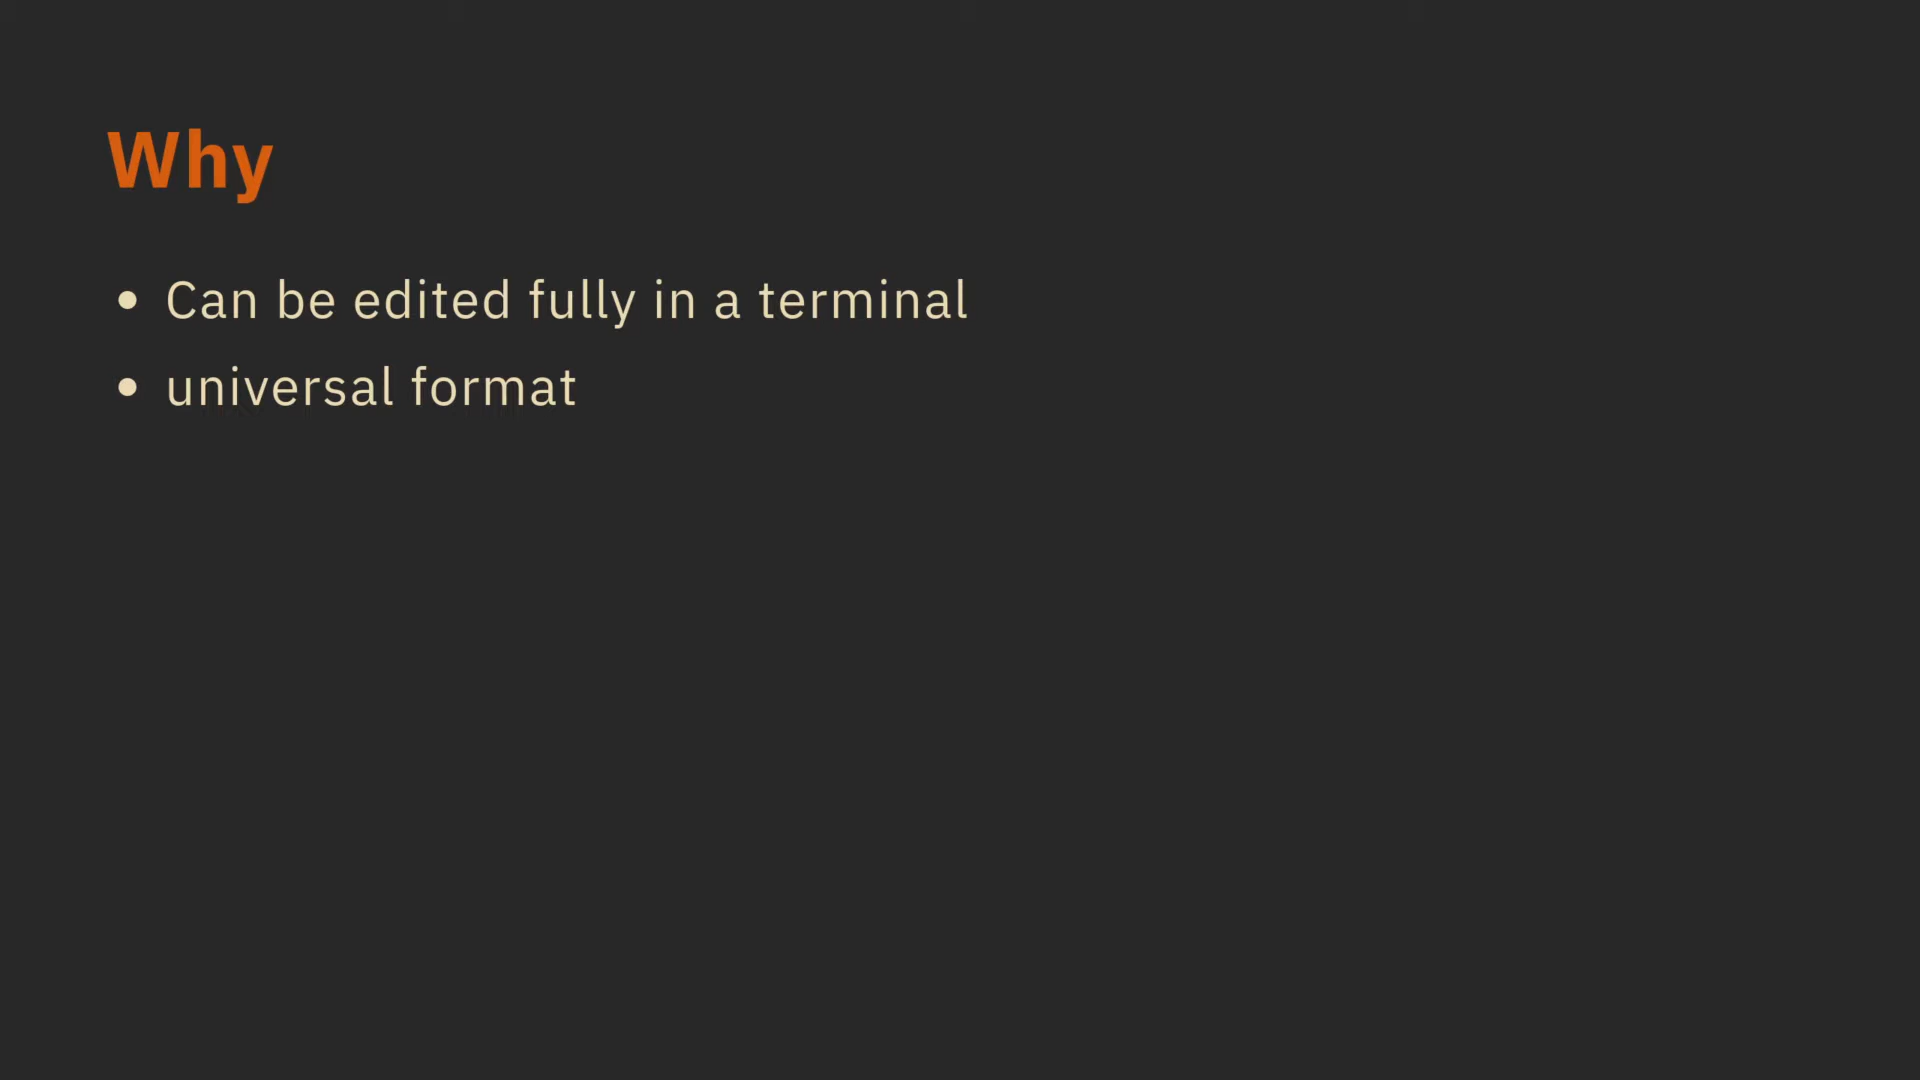 Why
• Can be edited fully in a terminal
• universal format